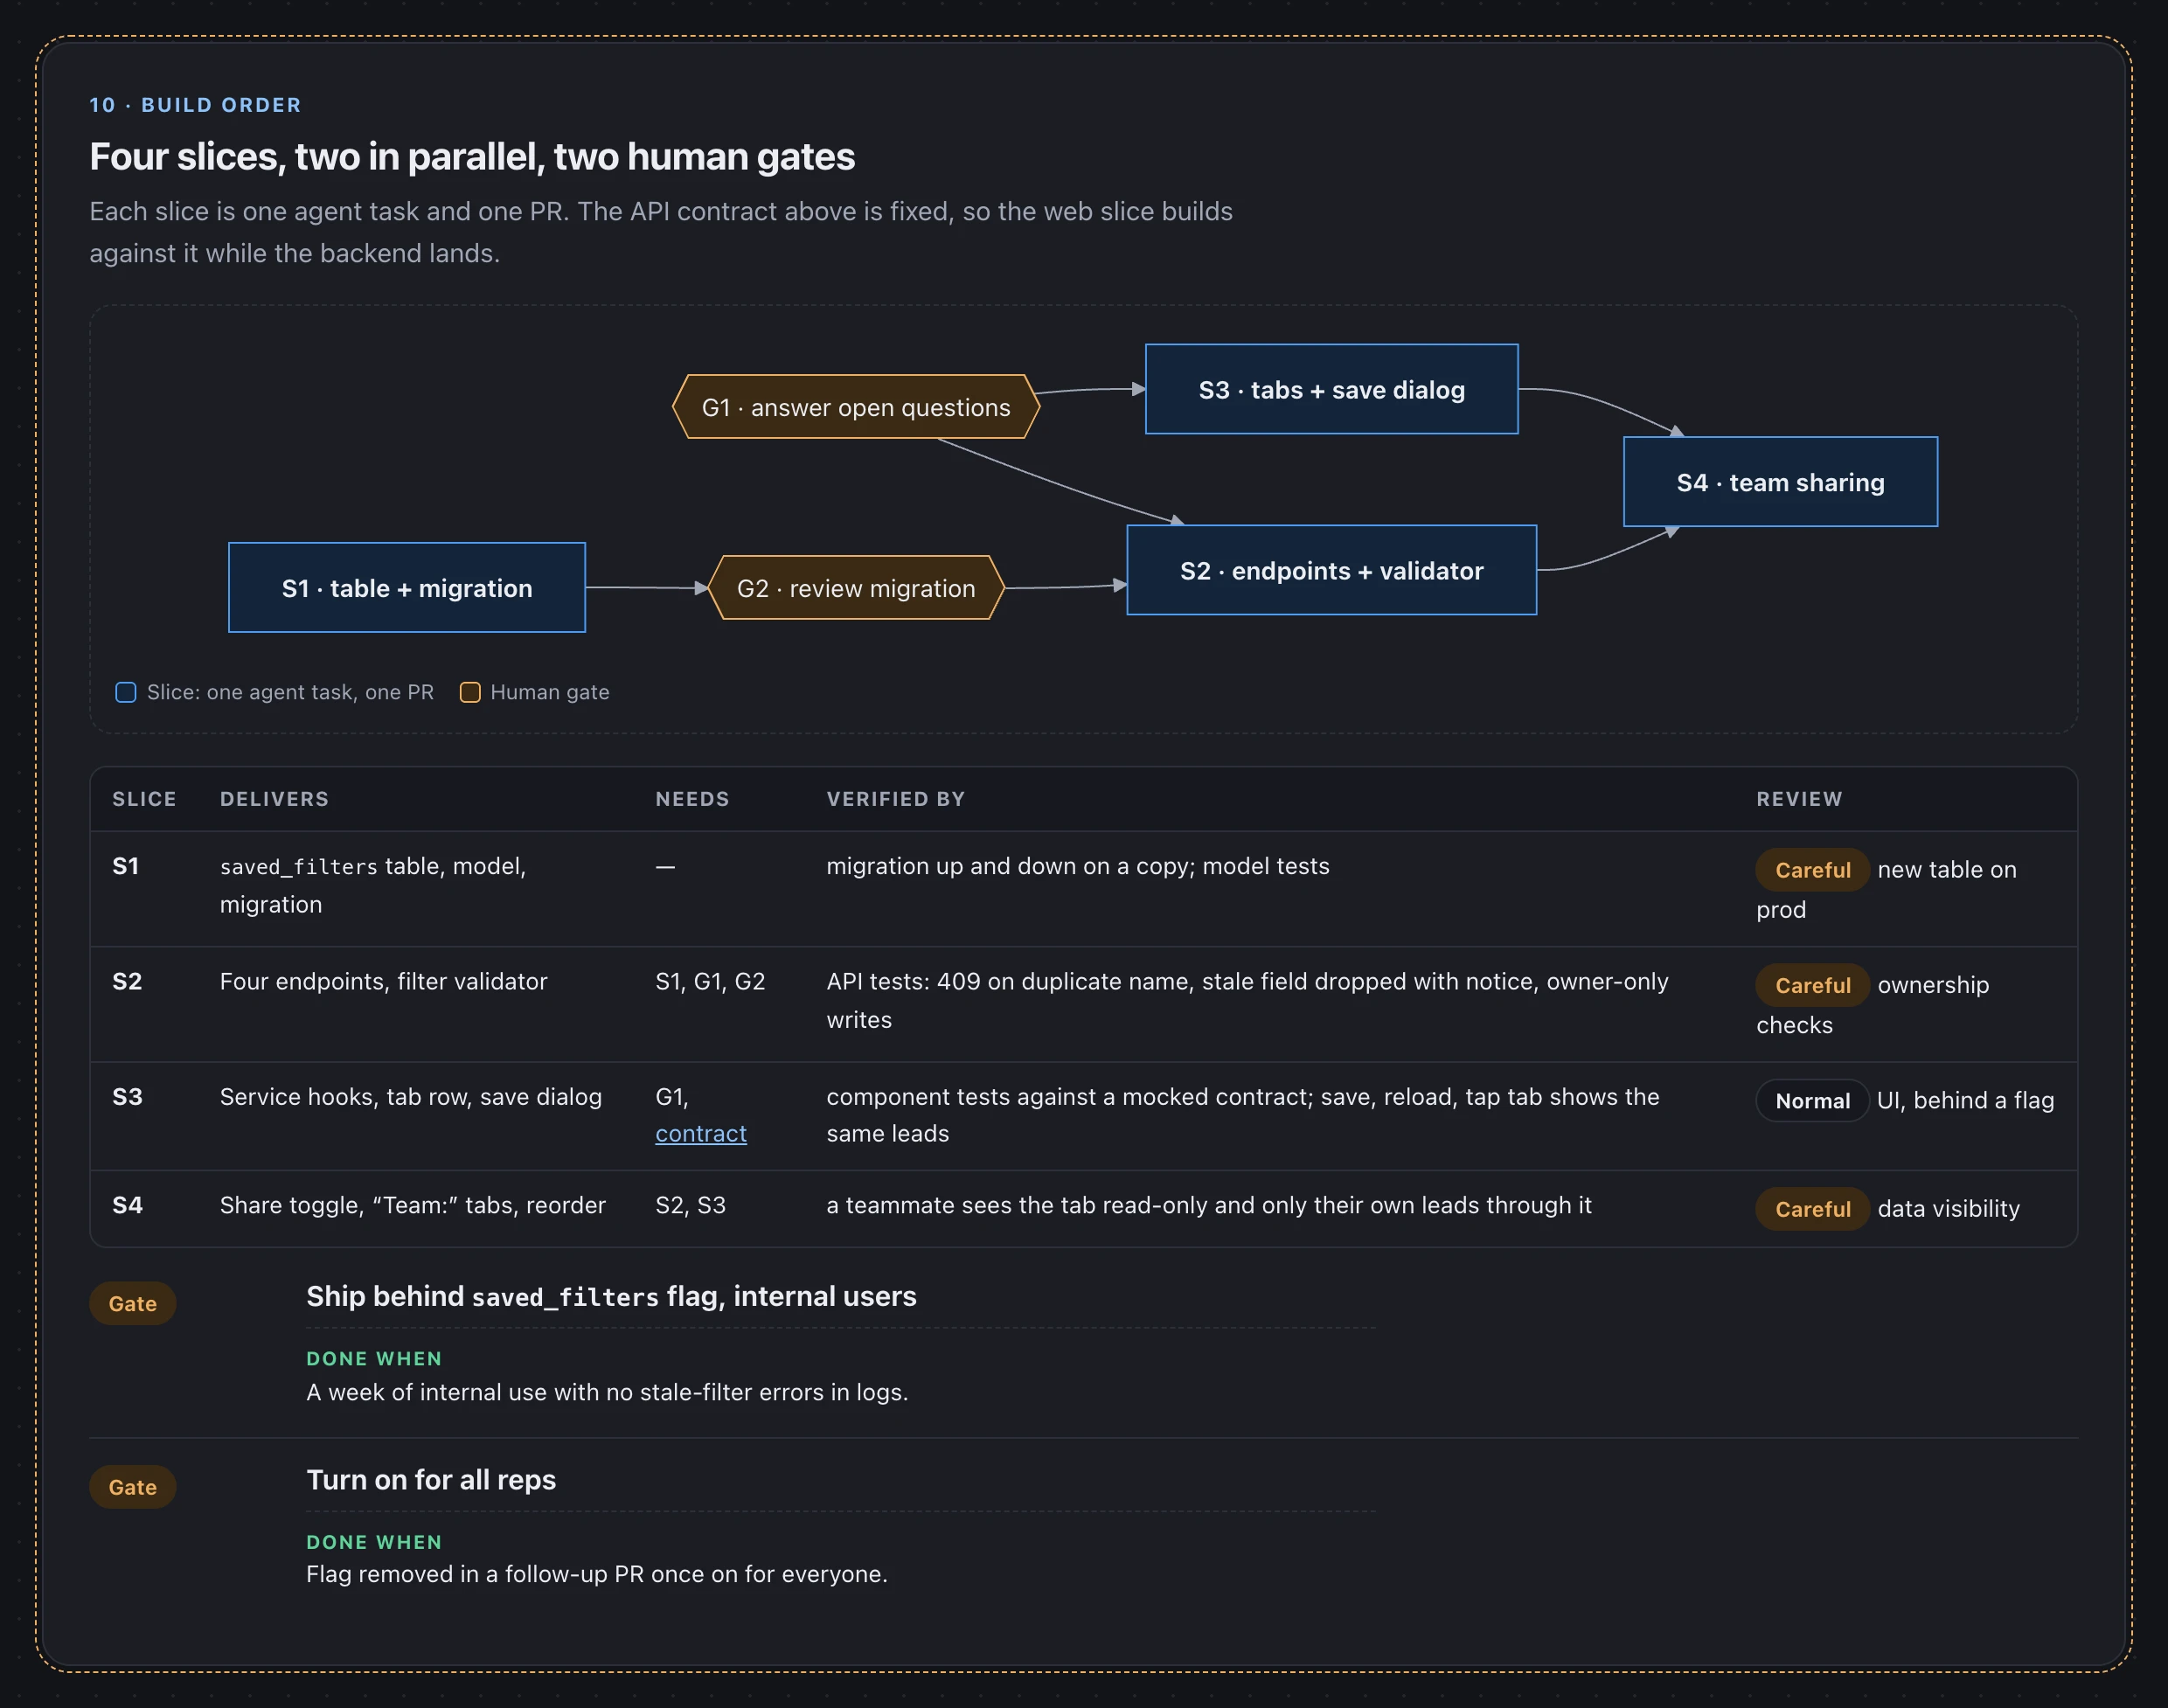 10 · BUILD ORDER
Four slices, two in parallel, two human gates
Each slice is one agent task and one PR. The API contract above is fixed, so the web slice builds
against it while the backend lands.
G1 · answer open questions
S3 · tabs + save dialog
S4 · team sharing
S1 · table + migration
G2 · review migration
S2 · endpoints + validator
Slice: one agent task, one PR
Human gate
SLICE DELIVERS NEEDS VERIFIED BY REVIEW
S1 saved_filters table, model, — migration up and down on a copy; model tests Careful new table on
migration prod
S2 Four endpoints, filter validator S1, G1, G2 API tests: 409 on duplicate name, stale field dropped with notice, owner-only Careful ownership
writes checks
S3 Service hooks, tab row, save dialog G1, component tests against a mocked contract; save, reload, tap tab shows the Normal UI, behind a flag
contract same leads
S4 Share toggle, “Team:” tabs, reorder S2, S3 a teammate sees the tab read-only and only their own leads through it Careful data visibility
Gate Ship behind saved_filters flag, internal users
DONE WHEN
A week of internal use with no stale-filter errors in logs.
Gate Turn on for all reps
DONE WHEN
Flag removed in a follow-up PR once on for everyone.